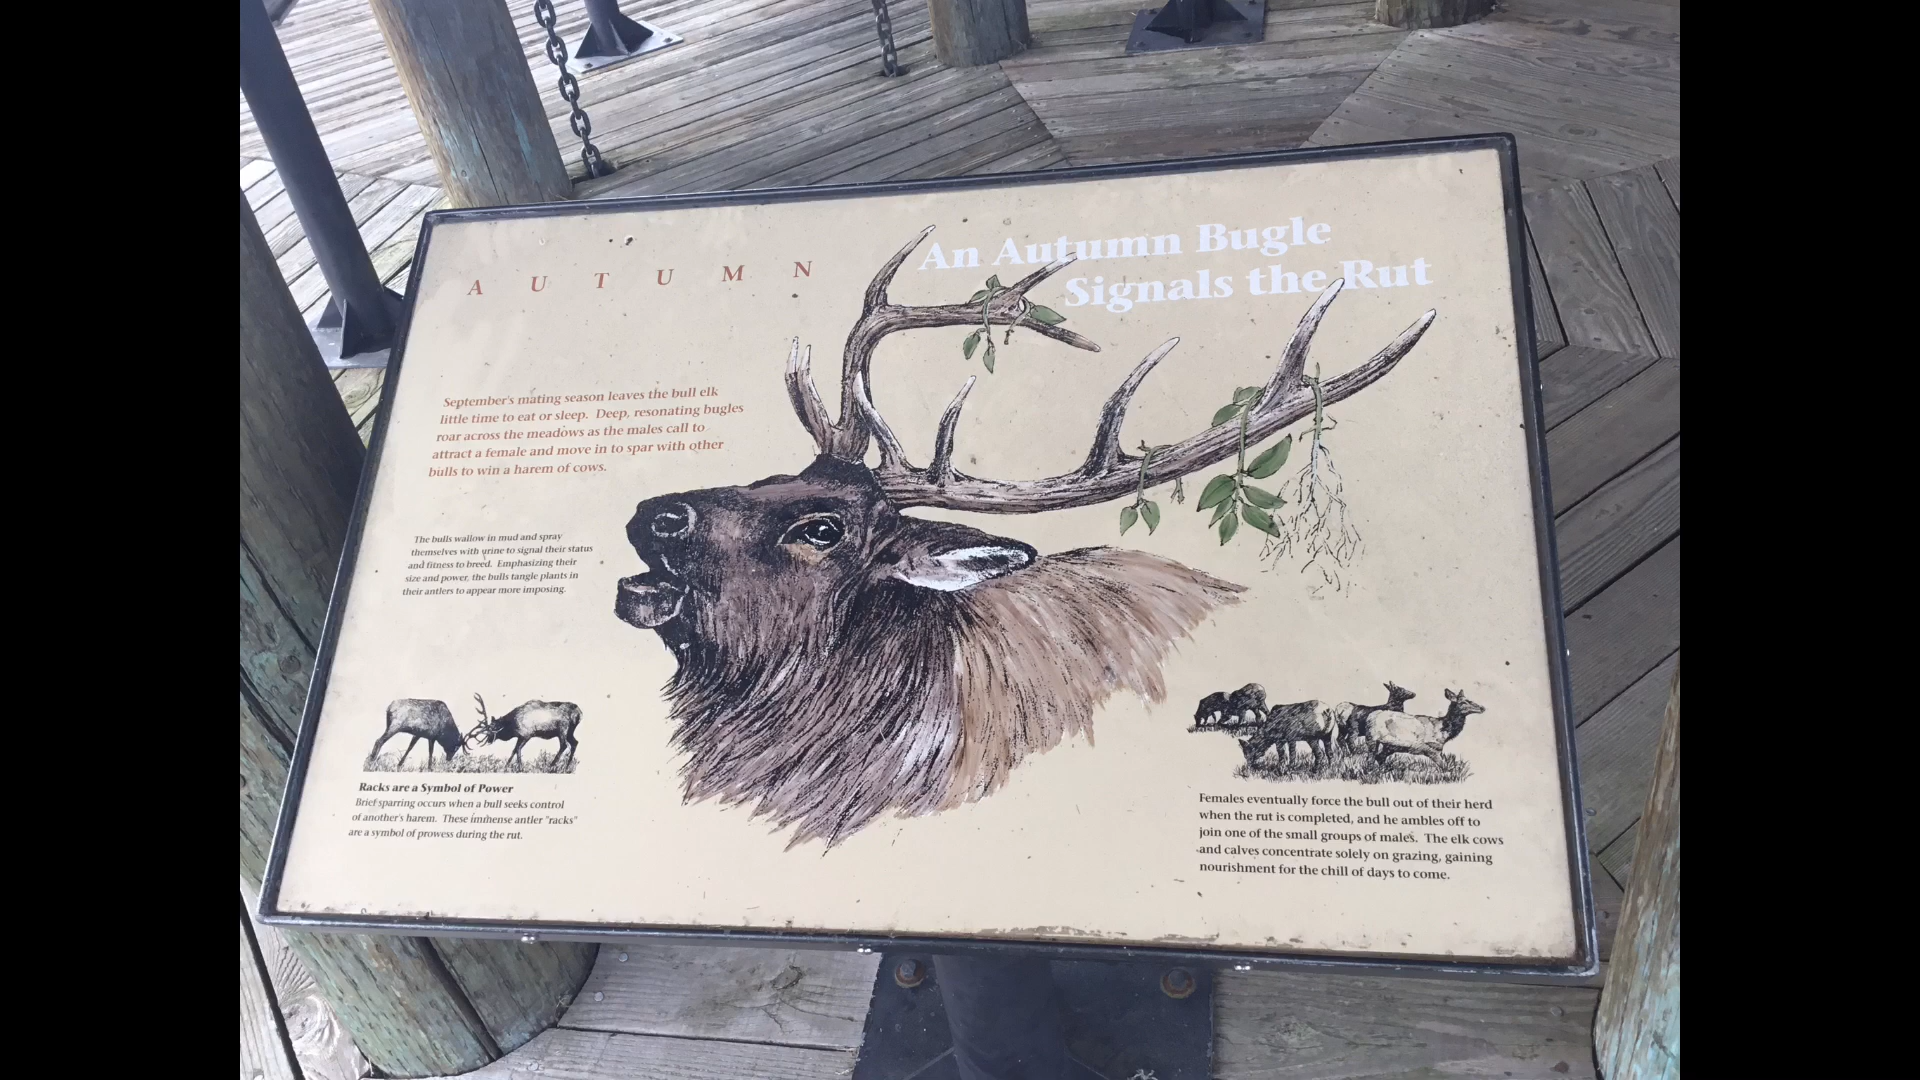 AUTUMN
An Autumn Bugle
Signals the Rut
September's mating season leaves the bull elk
little time to eat or sleep. Deep, resonating bugles
roar across the meadows as the males call to
attract a female and move in to spar with other
bulls to win a harem of cows.
The bulls wallow in mud and spray
themselves with urine to signal their status
and fitness to breed. Emphasizing their
size and power, the bulls tangle plants in
their antlers to appear more imposing.
Racks are a Symbol of Power
Brief sparring occurs when a bull seeks control
of another's harem. These immense antler "racks"
are a symbol of prowess during the rut.
Females eventually force the bull out of their herd
when the rut is completed, and he ambles off to
join one of the small groups of males. The elk cows
and calves concentrate solely on grazing, gaining
nourishment for the chill of days to come.